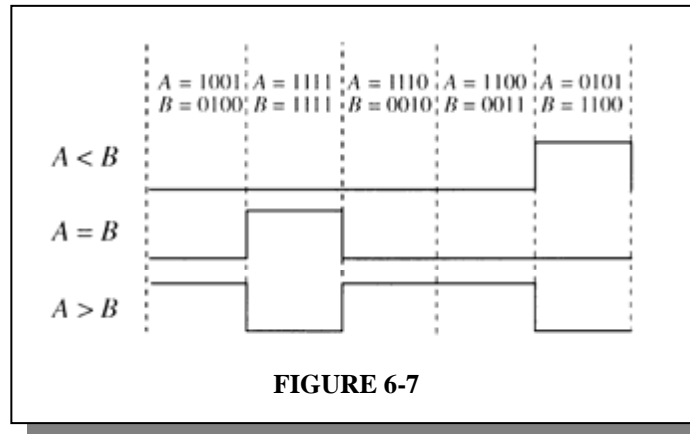 A = 1001 A = 1111 A = 1110 A = 1100 A = 0101
B = 0100 B = 1111 B = 0010 B = 0011 B = 1100
A < B
A = B
A > B
FIGURE 6-7